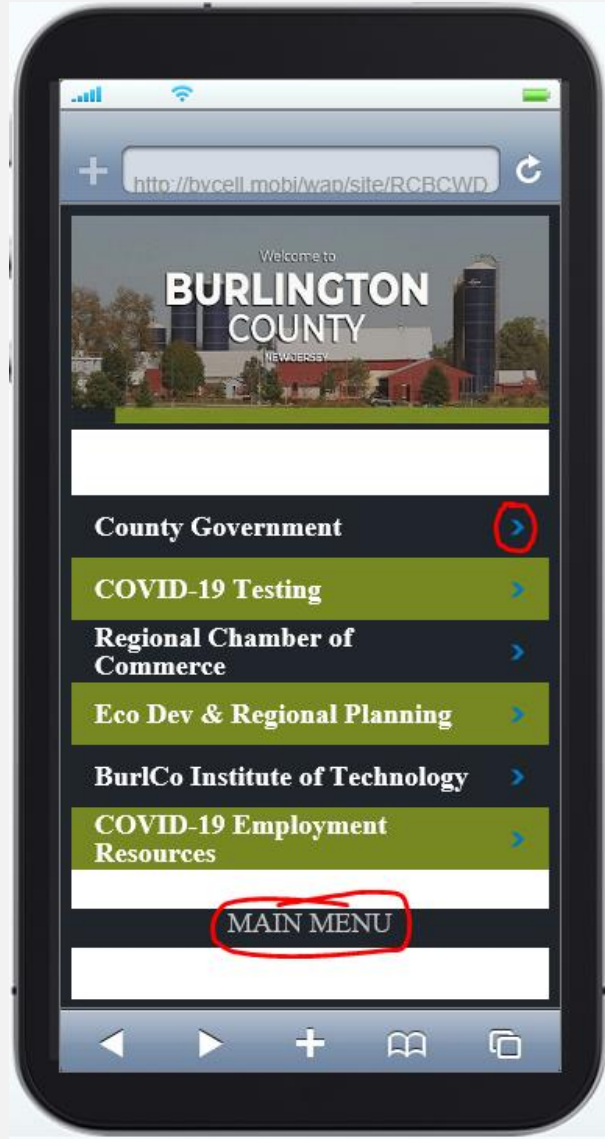 http://bycell.mobi/wap/site/RCBCWD
Welcome to
BURLINGTON
COUNTY
NEW JERSEY
County Government
COVID-19 Testing
Regional Chamber of
Commerce
Eco Dev & Regional Planning
BurlCo Institute of Technology
COVID-19 Employment
Resources
MAIN MENU